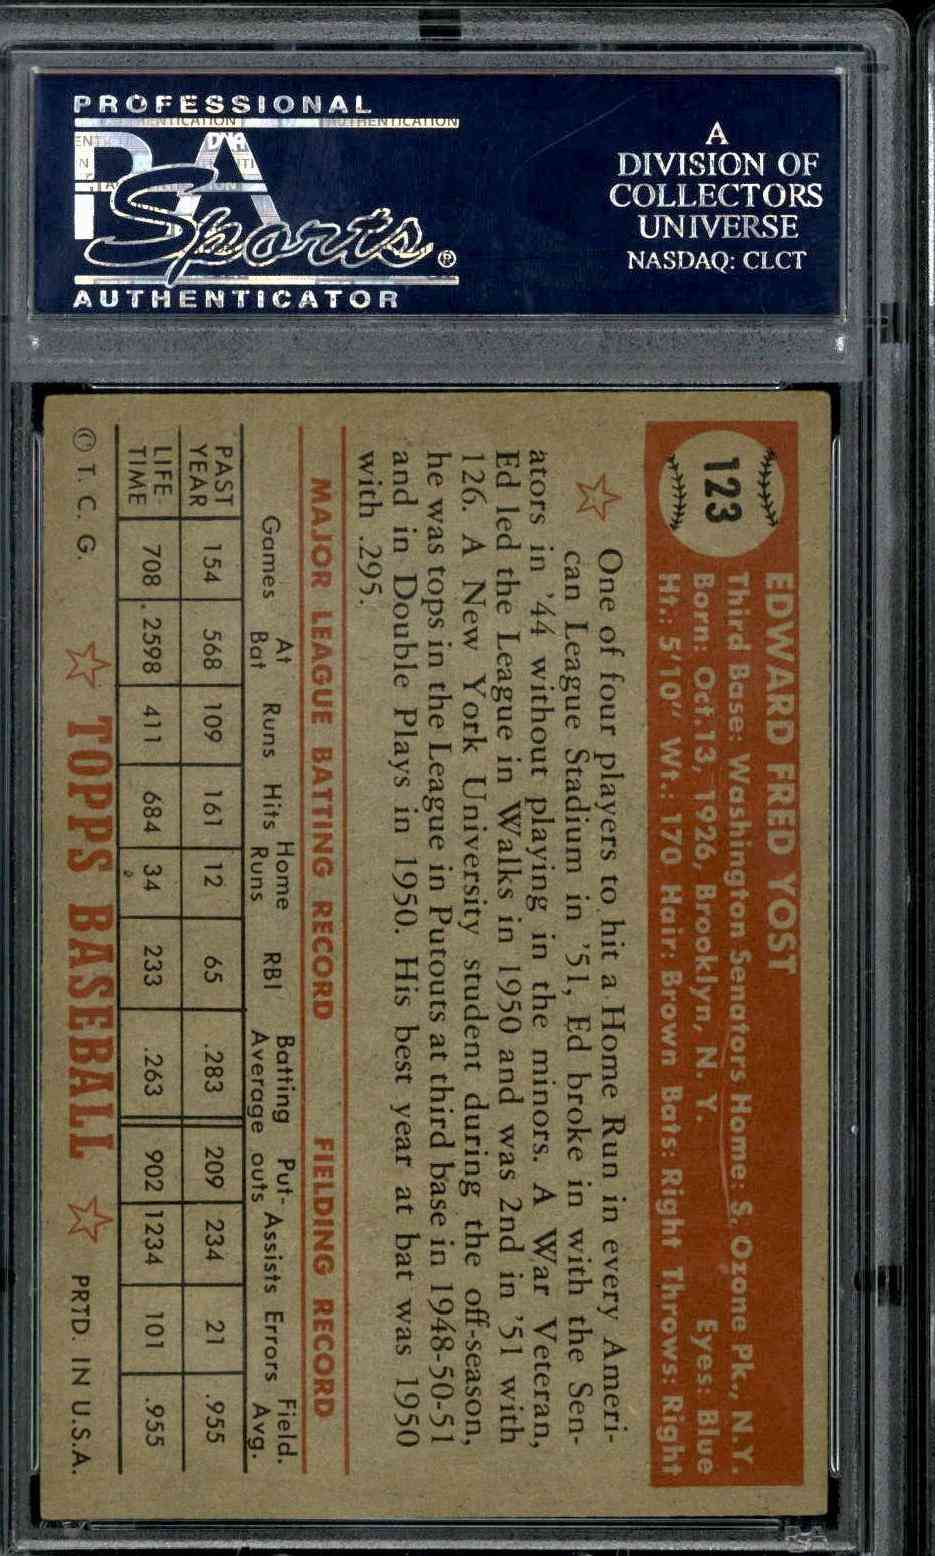 PROFESSIONAL
PSA
Sports®
AUTHENTICATOR
A
DIVISION OF
COLLECTORS
UNIVERSE
NASDAQ: CLCT
123
EDWARD FRED YOST
Third Base: Washington Senators Home: S. Ozone Pk., N.Y.
Born: Oct. 13, 1926, Brooklyn, N. Y. Eyes: Blue
Ht.: 5'10" Wt.: 170 Hair: Brown Bats: Right Throws: Right
One of four players to hit a Home Run in every Ameri-
can League Stadium in '51, Ed broke in with the Sen-
ators in '44 without playing in the minors. A War Veteran,
Ed led the League in Walks in 1950 and was 2nd in '51 with
126. A New York University student during the off-season,
he was tops in the League in Putouts at third base in 1948-50-51
and in Double Plays in 1950. His best year at bat was 1950
with .295.
MAJOR LEAGUE BATTING RECORD FIELDING RECORD
Games At Bat Runs Hits Home Runs RBI Batting Average Put-outs Assists Errors Field. Avg.
PAST YEAR 154 568 109 161 12 65 .283 209 234 21 .955
LIFE TIME 708 2598 411 684 34 233 .263 902 1234 101 .955
© T. C. G. TOPPS BASEBALL PRTD. IN U.S.A.